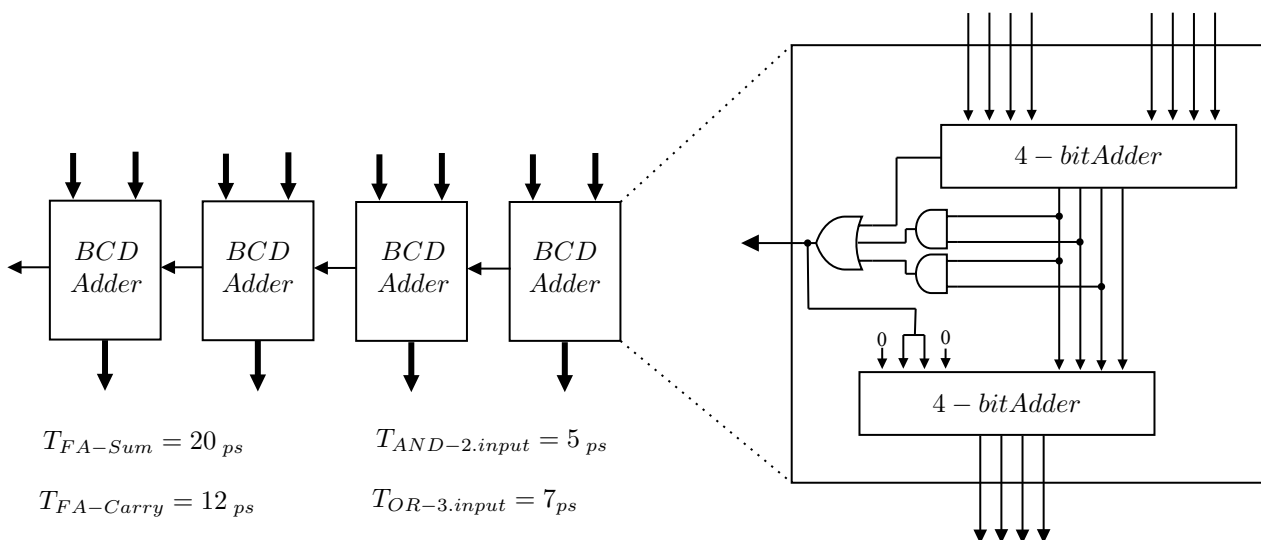 4 − bitAdder
BCD Adder
BCD Adder
BCD Adder
BCD Adder
0
0
4 − bitAdder
T_{FA−Sum} = 20 ps
T_{AND−2.input} = 5 ps
T_{FA−Carry} = 12 ps
T_{OR−3.input} = 7ps